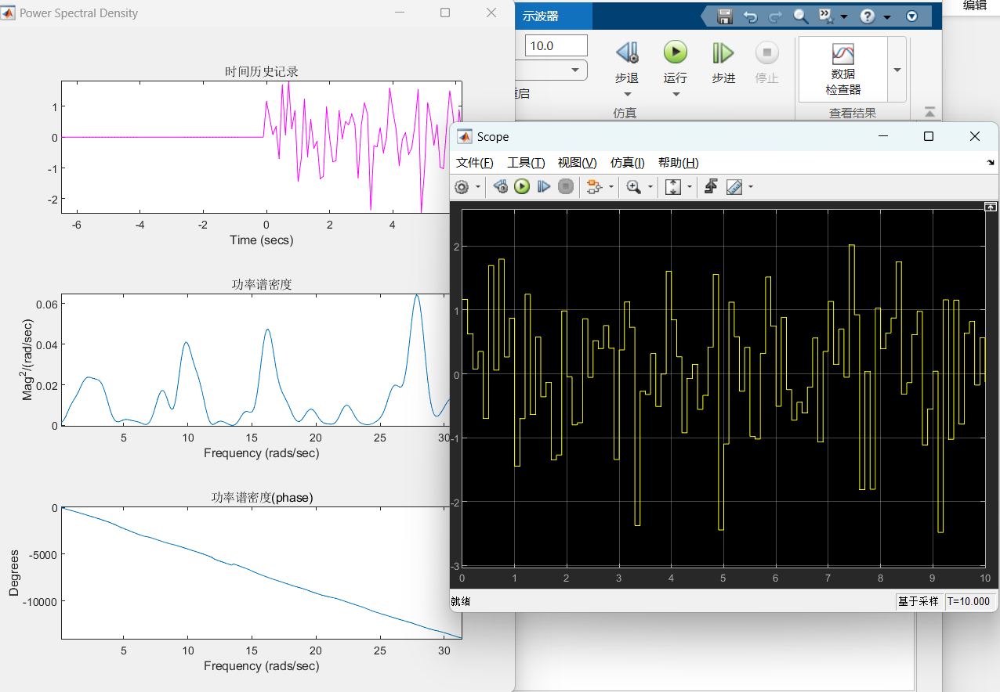 Power Spectral Density
时间历史记录
1
0
-1
-2
-6
-4
-2
0
2
4
Time (secs)
功率谱密度
0.06
0.04
0.02
0
Mag2/(rad/sec)
5
10
15
20
25
30
Frequency (rads/sec)
功率谱密度(phase)
0
-5000
-10000
Degrees
5
10
15
20
25
30
Frequency (rads/sec)
示波器
编辑
10.0
步退
运行
步进
停止
数据
检查器
启
仿真
查看结果
Scope
文件(F)
工具(T)
视图(V)
仿真(I)
帮助(H)
2
1
0
-1
-2
-3
0
1
2
3
4
5
6
7
8
9
10
就绪
基于采样
T=10.000